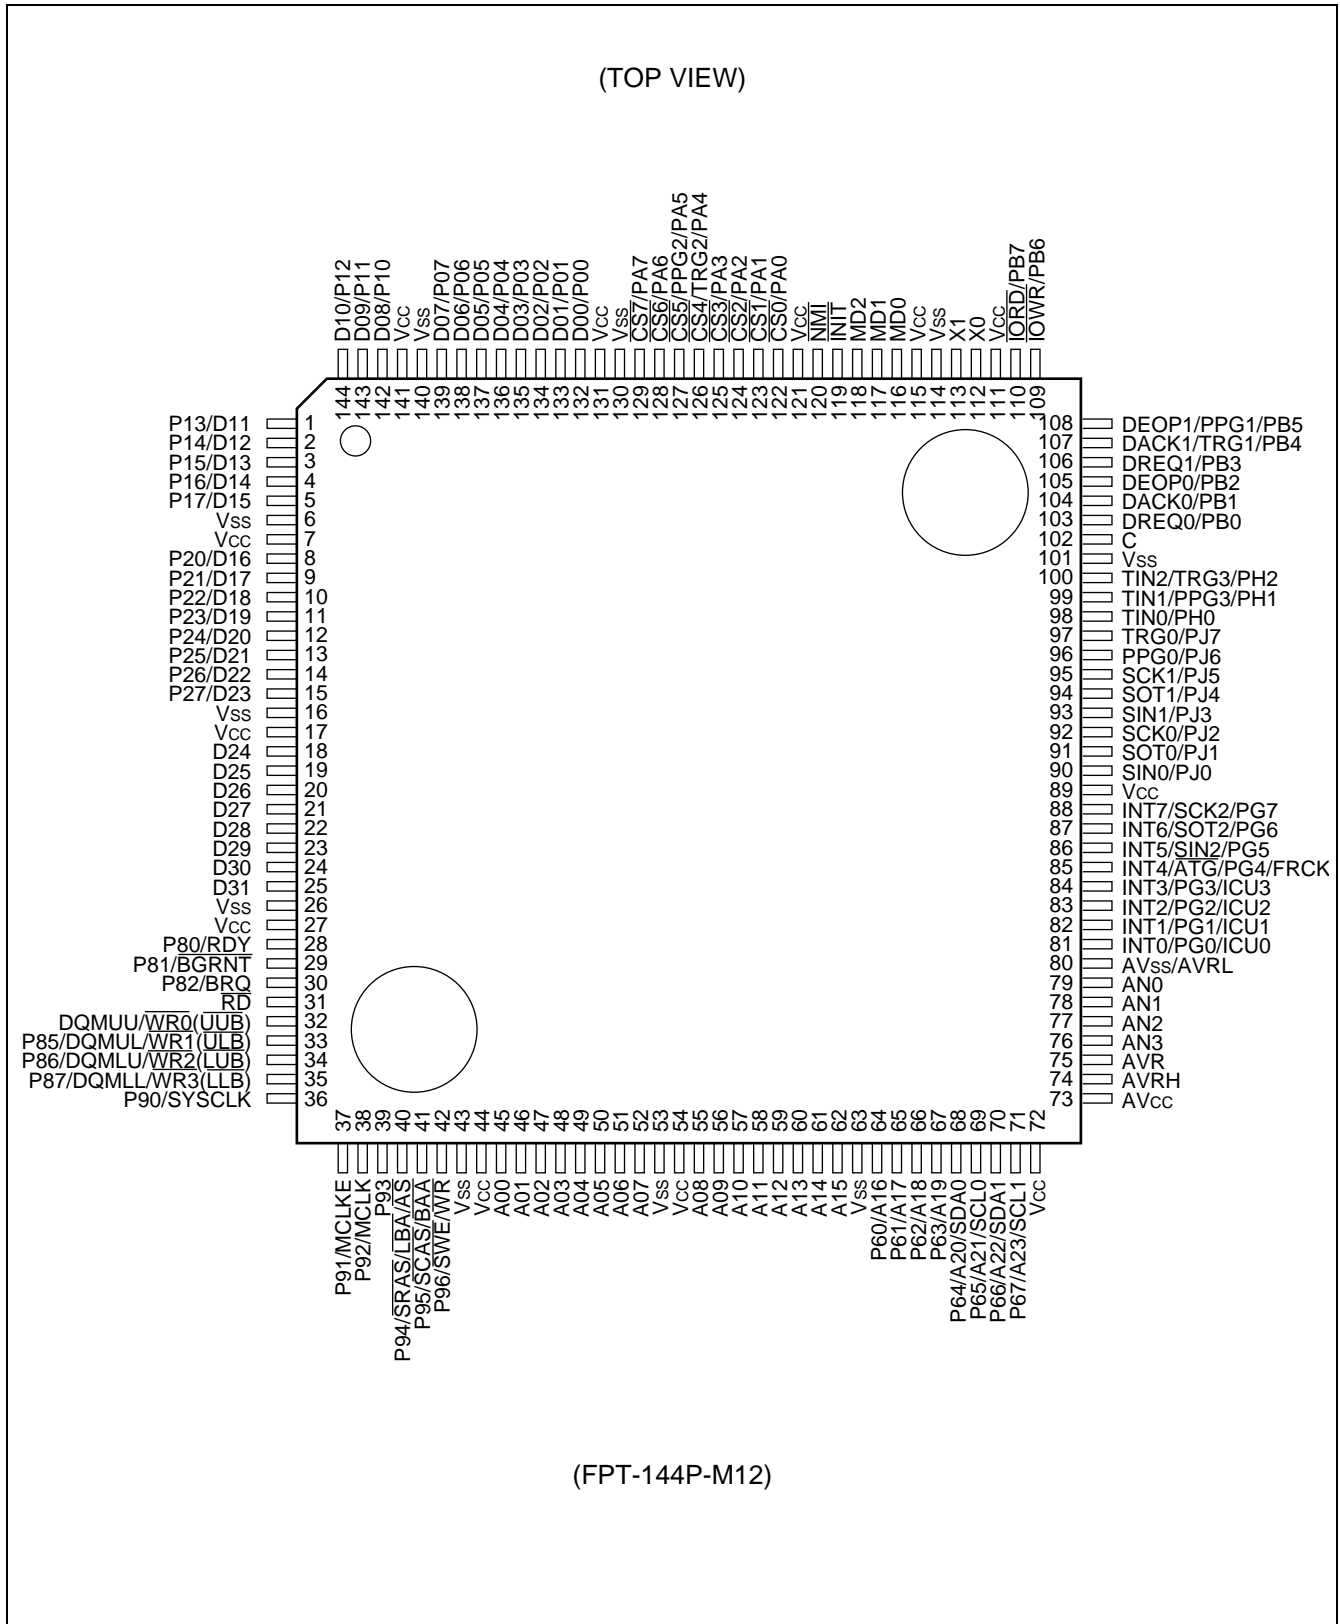 (TOP VIEW)
D10/P12
D09/P11
D08/P10
VCC
VSS
D07/P07
D06/P06
D05/P05
D04/P04
D03/P03
D02/P02
D01/P01
D00/P00
VCC
VSS
CS7/PA7
CS6/PA6
CS5/PPG2/PA5
CS4/TRG2/PA4
CS3/PA3
CS2/PA2
CS1/PA1
CS0/PA0
VCC
NMI
INIT
MD2
MD1
MD0
VCC
VSS
X1
X0
VCC
IORD/PB7
IOWR/PB6
144
143
142
141
140
139
138
137
136
135
134
133
132
131
130
129
128
127
126
125
124
123
122
121
120
119
118
117
116
115
114
113
112
111
110
109
P13/D11 1
P14/D12 2
P15/D13 3
P16/D14 4
P17/D15 5
VSS 6
VCC 7
P20/D16 8
P21/D17 9
P22/D18 10
P23/D19 11
P24/D20 12
P25/D21 13
P26/D22 14
P27/D23 15
VSS 16
VCC 17
D24 18
D25 19
D26 20
D27 21
D28 22
D29 23
D30 24
D31 25
VSS 26
VCC 27
P80/RDY 28
P81/BGRNT 29
P82/BRQ 30
RD 31
DQMUU/WR0(UUB) 32
P85/DQMUL/WR1(ULB) 33
P86/DQMLU/WR2(LUB) 34
P87/DQMLL/WR3(LLB) 35
P90/SYSCLK 36
108 DEOP1/PPG1/PB5
107 DACK1/TRG1/PB4
106 DREQ1/PB3
105 DEOP0/PB2
104 DACK0/PB1
103 DREQ0/PB0
102 C
101 VSS
100 TIN2/TRG3/PH2
99 TIN1/PPG3/PH1
98 TIN0/PH0
97 TRG0/PJ7
96 PPG0/PJ6
95 SCK1/PJ5
94 SOT1/PJ4
93 SIN1/PJ3
92 SCK0/PJ2
91 SOT0/PJ1
90 SIN0/PJ0
89 VCC
88 INT7/SCK2/PG7
87 INT6/SOT2/PG6
86 INT5/SIN2/PG5
85 INT4/ATG/PG4/FRCK
84 INT3/PG3/ICU3
83 INT2/PG2/ICU2
82 INT1/PG1/ICU1
81 INT0/PG0/ICU0
80 AVSS/AVRL
79 AN0
78 AN1
77 AN2
76 AN3
75 AVR
74 AVRH
73 AVCC
37
38
39
40
41
42
43
44
45
46
47
48
49
50
51
52
53
54
55
56
57
58
59
60
61
62
63
64
65
66
67
68
69
70
71
72
P91/MCLKE
P92/MCLK
P93
P94/SRAS/LBA/AS
P95/SCAS/BAA
P96/SWE/WR
VSS
VCC
A00
A01
A02
A03
A04
A05
A06
A07
VSS
VCC
A08
A09
A10
A11
A12
A13
A14
A15
VSS
P60/A16
P61/A17
P62/A18
P63/A19
P64/A20/SDA0
P65/A21/SCL0
P66/A22/SDA1
P67/A23/SCL1
VCC
(FPT-144P-M12)